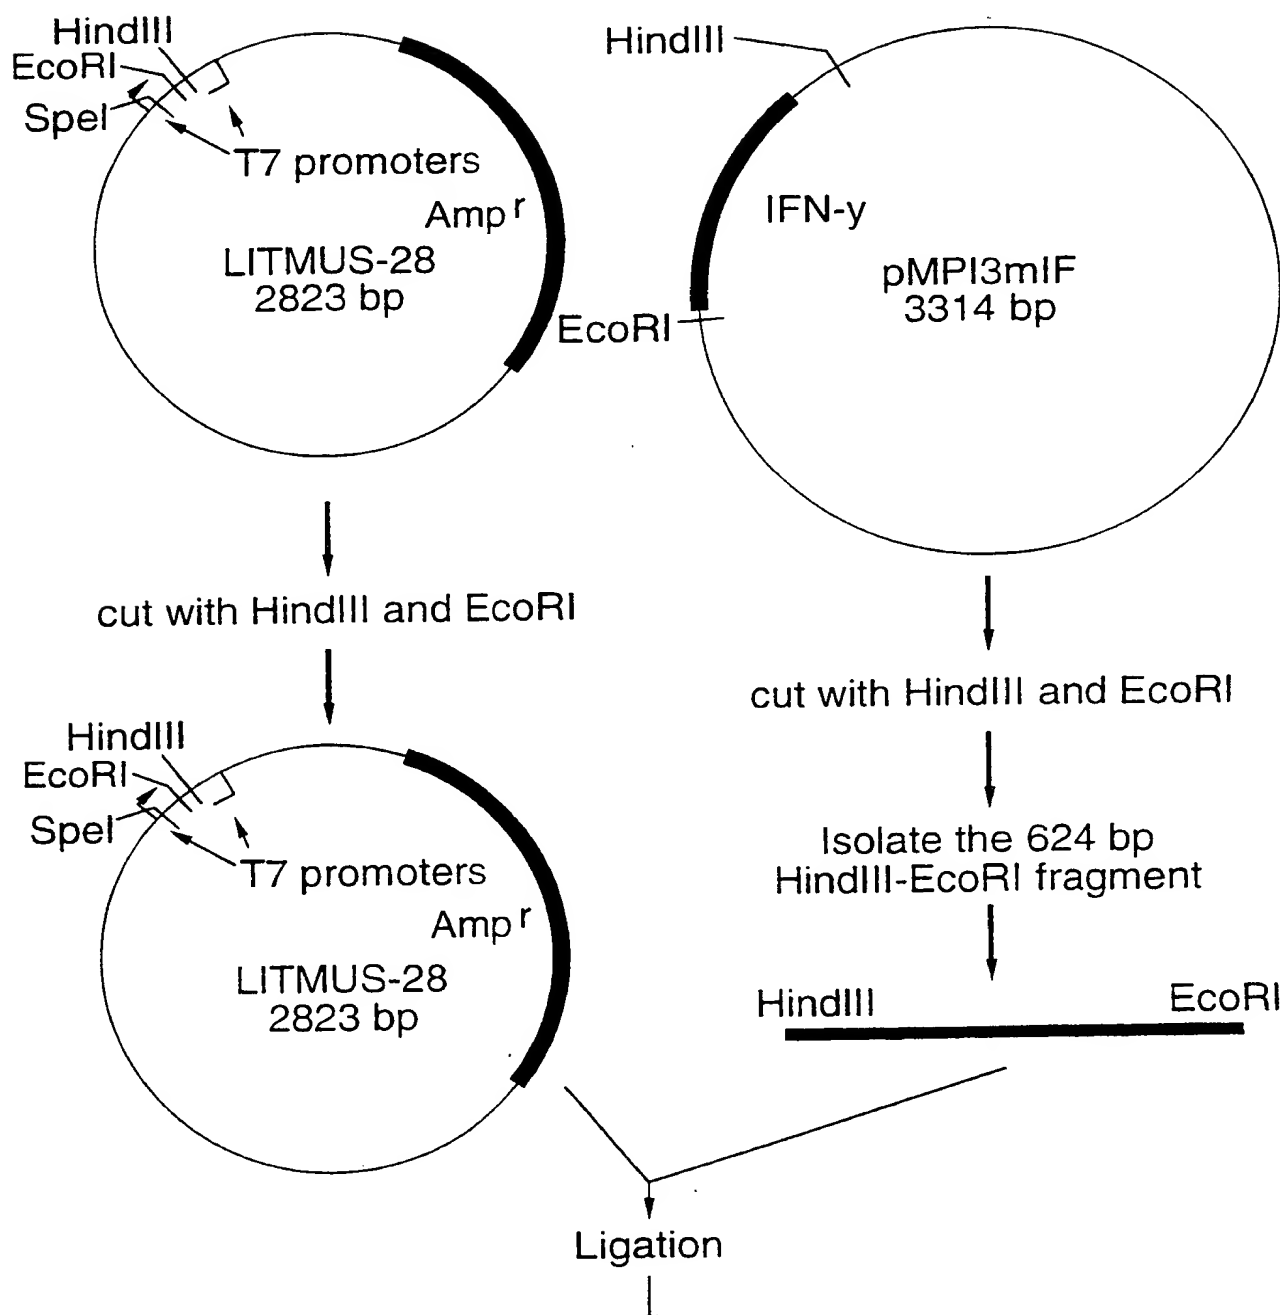 HindIII
EcoRI
SpeI
T7 promoters
Amp r
LITMUS-28
2823 bp
HindIII
IFN-y
pMPI3mIF
3314 bp
EcoRI
cut with HindIII and EcoRI
cut with HindIII and EcoRI
HindIII
EcoRI
SpeI
T7 promoters
Amp r
LITMUS-28
2823 bp
Isolate the 624 bp
HindIII-EcoRI fragment
HindIII
EcoRI
Ligation